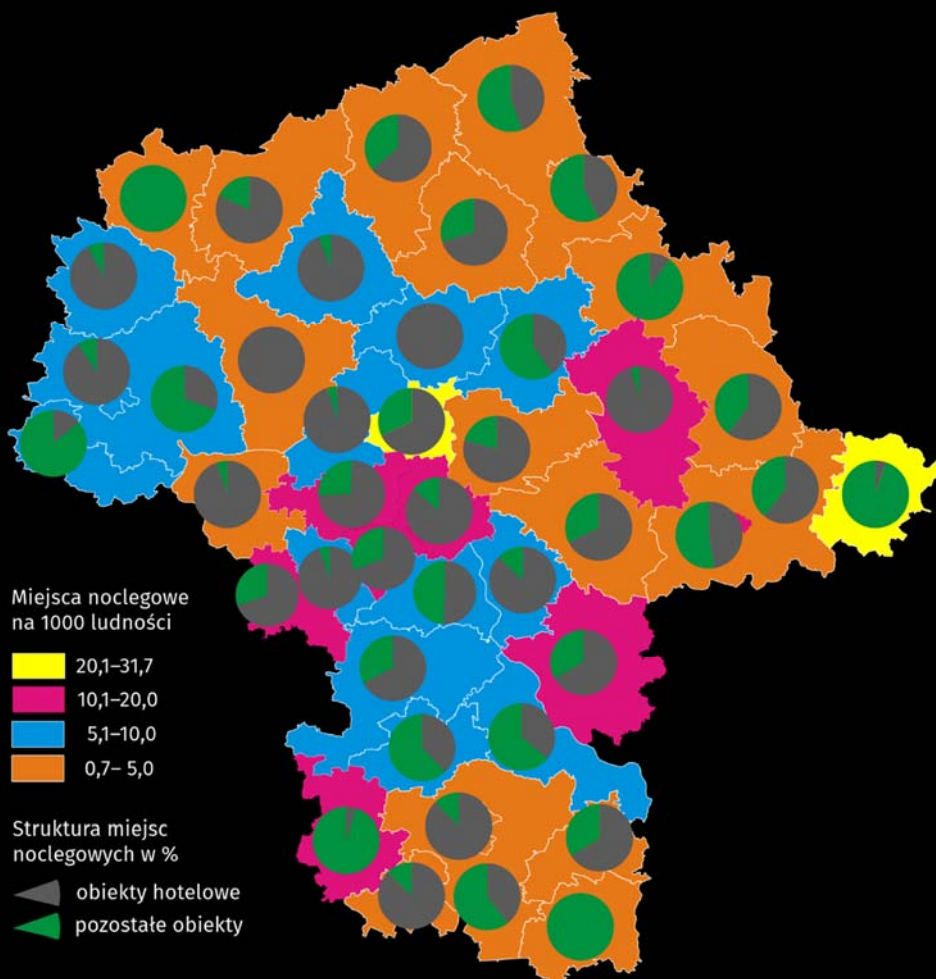 Miejsca noclegowe
na 1000 ludności
20,1–31,7
10,1–20,0
5,1–10,0
0,7– 5,0
Struktura miejsc
noclegowych w %
obiekty hotelowe
pozostałe obiekty